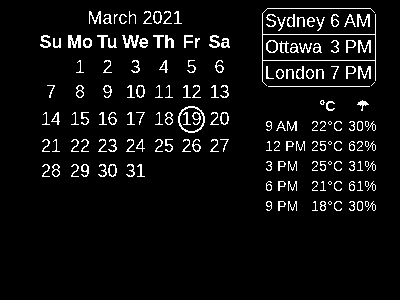 March 2021
Su Mo Tu We Th Fr Sa
1 2 3 4 5 6
7 8 9 10 11 12 13
14 15 16 17 18 19 20
21 22 23 24 25 26 27
28 29 30 31
Sydney 6 AM
Ottawa 3 PM
London 7 PM
°C ☂
9 AM 22°C 30%
12 PM 25°C 62%
3 PM 25°C 31%
6 PM 21°C 61%
9 PM 18°C 30%